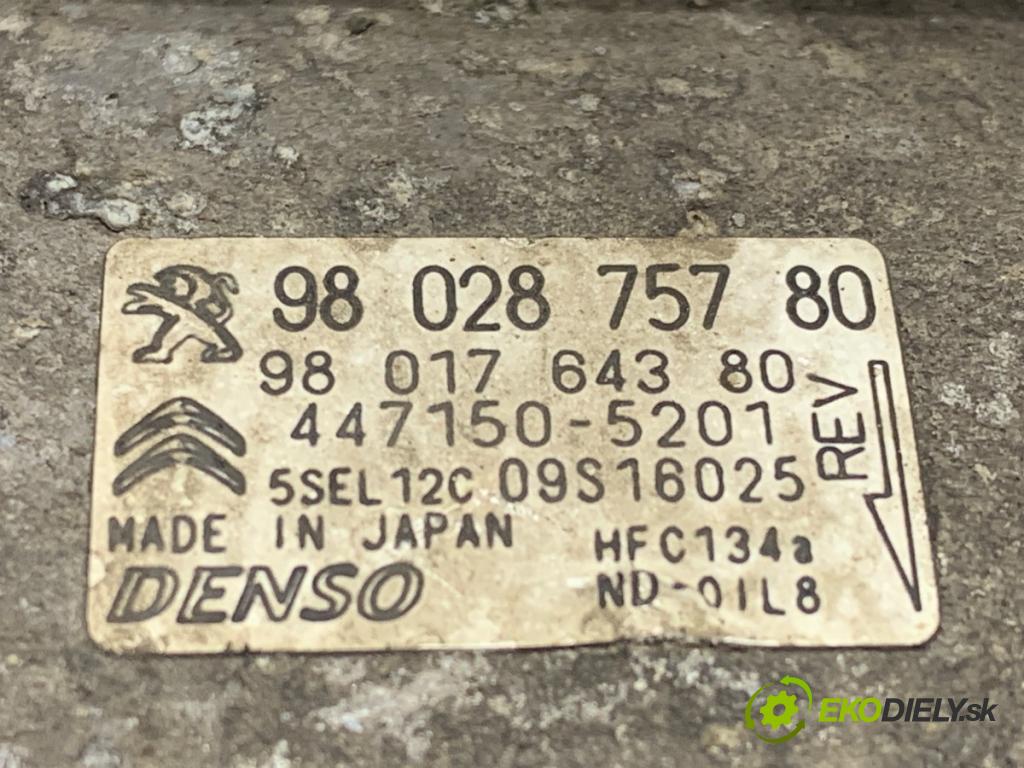 98 028 757 80
98 017 643 80
447150-5201
5SEL12C 09S16025
REV
MADE IN JAPAN
HFC134a
DENSO
ND-OIL8
EKODIELY.sk